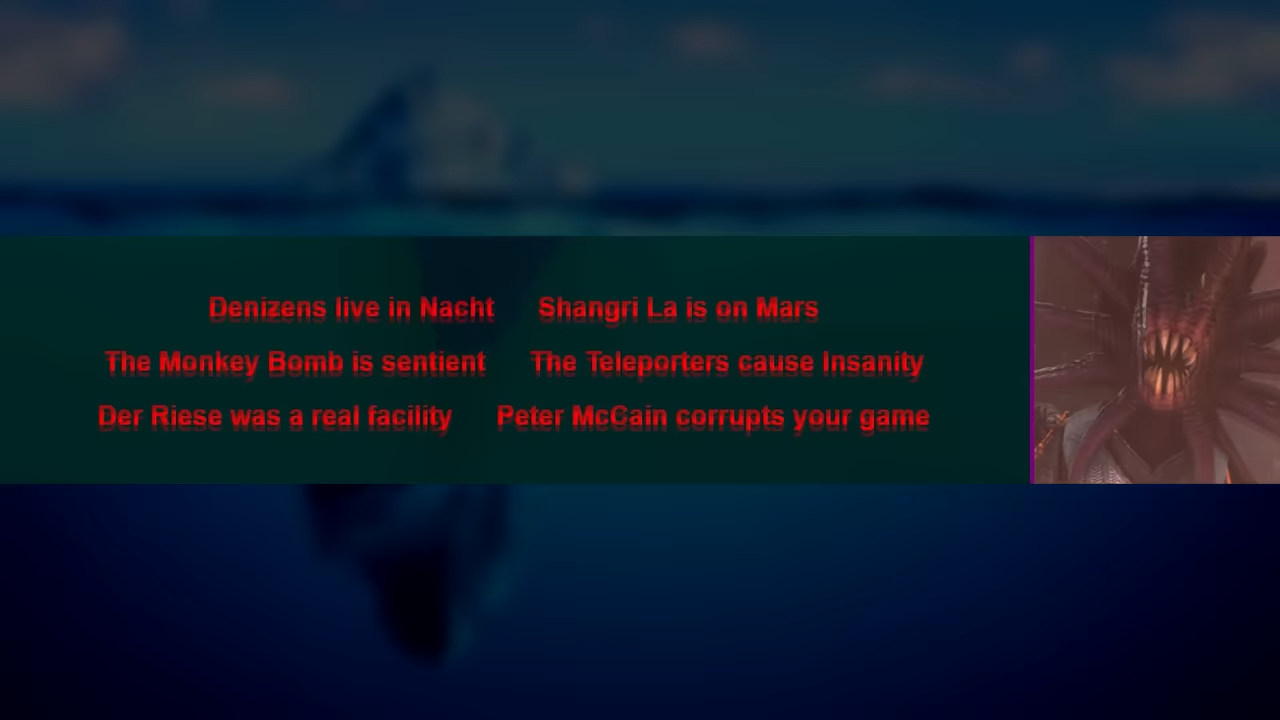 Denizens live in Nacht Shangri La is on Mars
The Monkey Bomb is sentient The Teleporters cause Insanity
Der Riese was a real facility Peter McCain corrupts your game